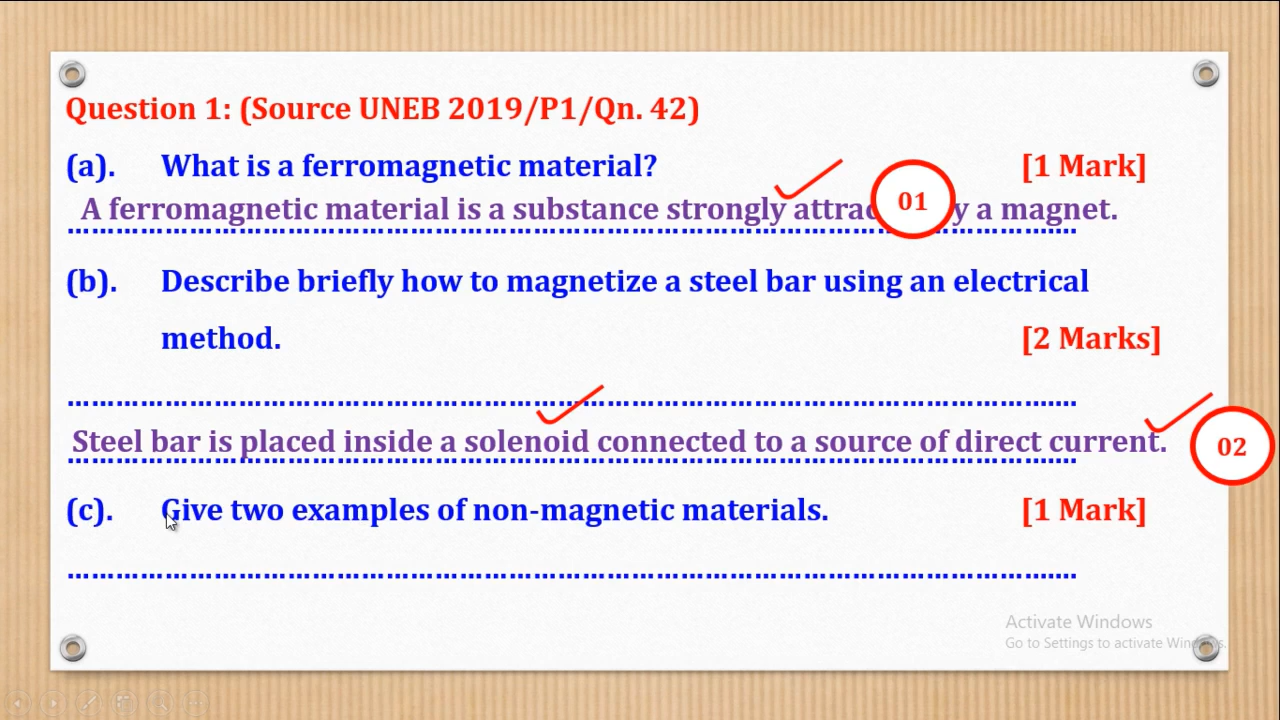 Question 1: (Source UNEB 2019/P1/Qn. 42)
(a). What is a ferromagnetic material? [1 Mark]
A ferromagnetic material is a substance strongly attrac y a magnet.
01
(b). Describe briefly how to magnetize a steel bar using an electrical
method. [2 Marks]
Steel bar is placed inside a solenoid connected to a source of direct current.
02
(c). Give two examples of non-magnetic materials. [1 Mark]
Activate Windows
Go to Settings to activate Windows.